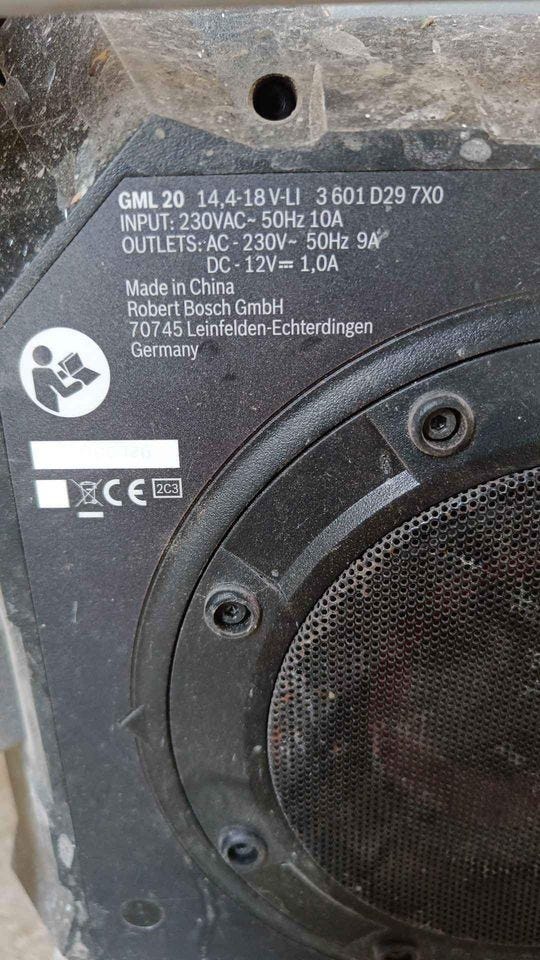 GML 20 14,4-18 V-LI 3 601 D29 7X0
INPUT: 230VAC~ 50Hz 10A
OUTLETS: AC - 230V~ 50Hz 9A
DC - 12V⎓ 1,0A
Made in China
Robert Bosch GmbH
70745 Leinfelden-Echterdingen
Germany
CE 2C3